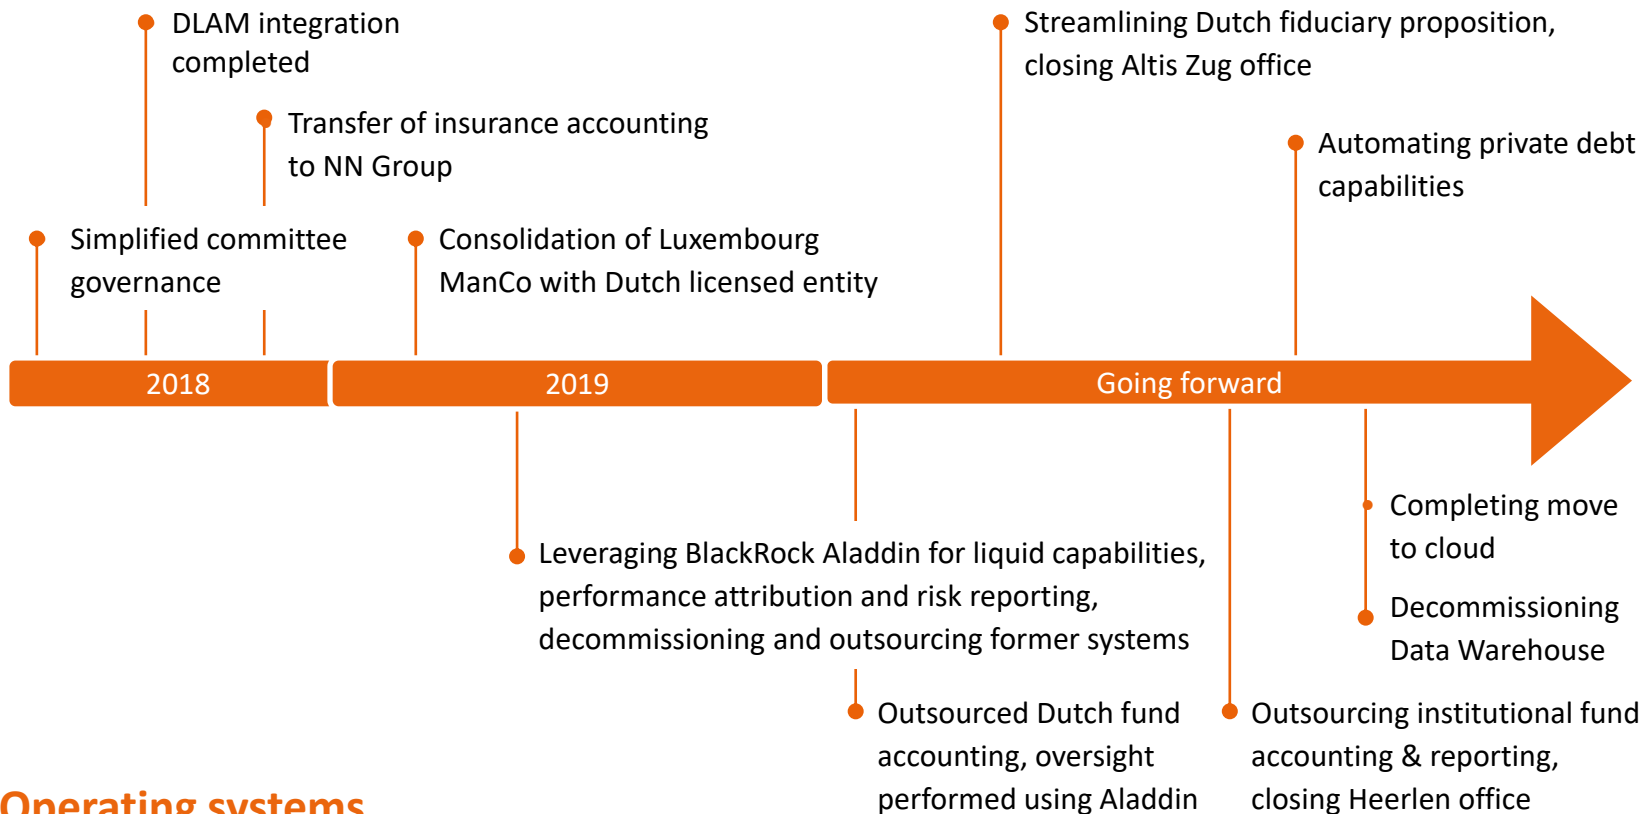 DLAM integration
completed
Streamlining Dutch fiduciary proposition,
closing Altis Zug office
Transfer of insurance accounting
to NN Group
Automating private debt
capabilities
Simplified committee
governance
Consolidation of Luxembourg
ManCo with Dutch licensed entity
2018
2019
Going forward
Leveraging BlackRock Aladdin for liquid capabilities,
performance attribution and risk reporting,
decommissioning and outsourcing former systems
Completing move
to cloud
Decommissioning
Data Warehouse
Outsourced Dutch fund
accounting, oversight
performed using Aladdin
Outsourcing institutional fund
accounting & reporting,
closing Heerlen office
Operating systems